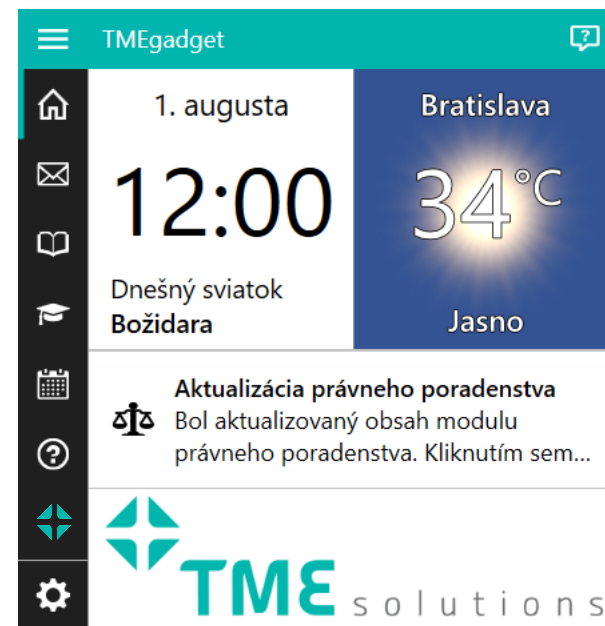 TMEgadget
1. augusta
12:00
Dnešný sviatok
Božidara
Bratislava
34°C
Jasno
Aktualizácia právneho poradenstva
Bol aktualizovaný obsah modulu
právneho poradenstva. Kliknutím sem...
TME solutions